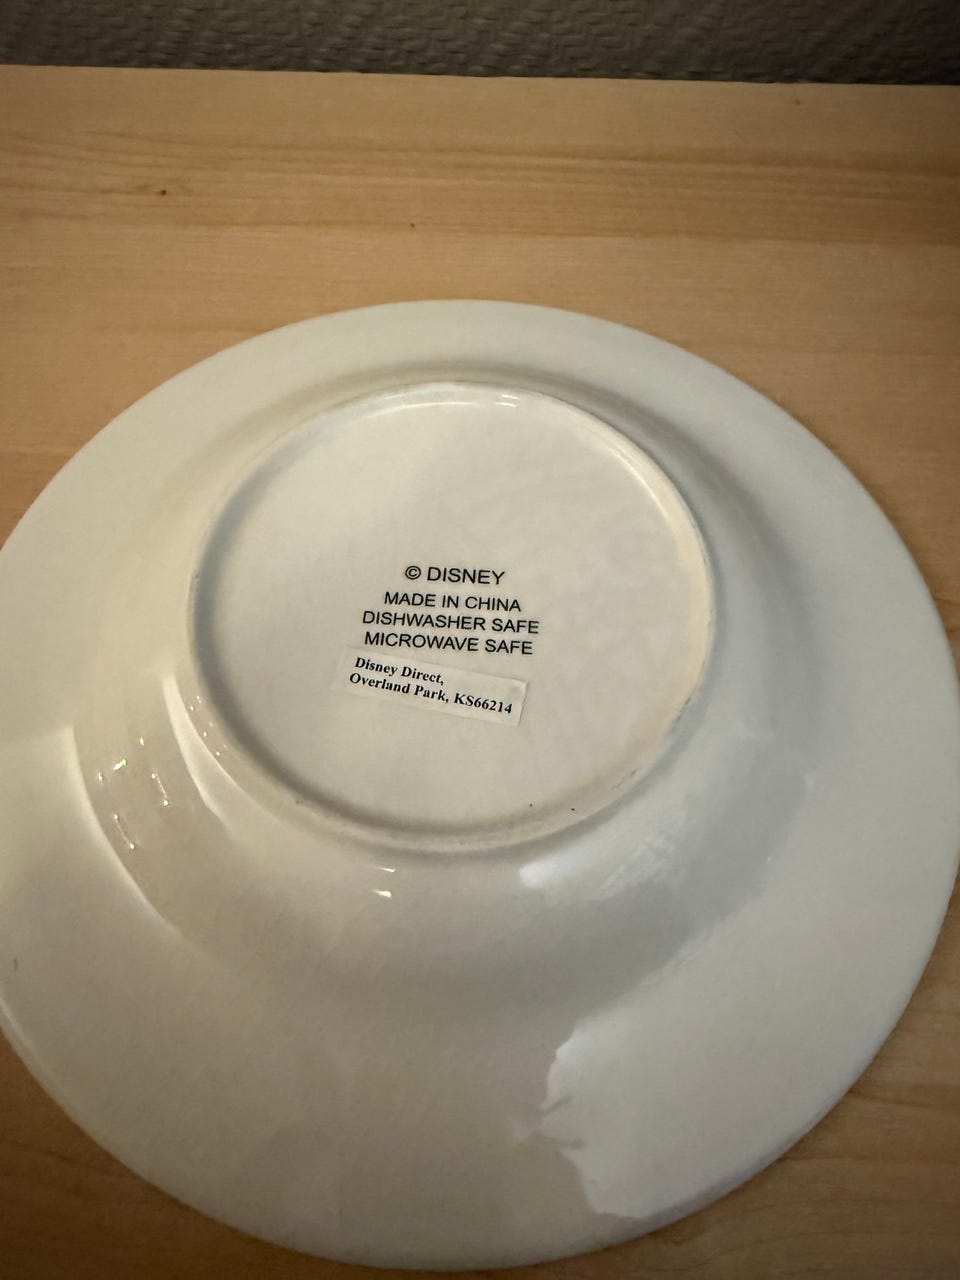 © DISNEY
MADE IN CHINA
DISHWASHER SAFE
MICROWAVE SAFE
Disney Direct,
Overland Park, KS66214